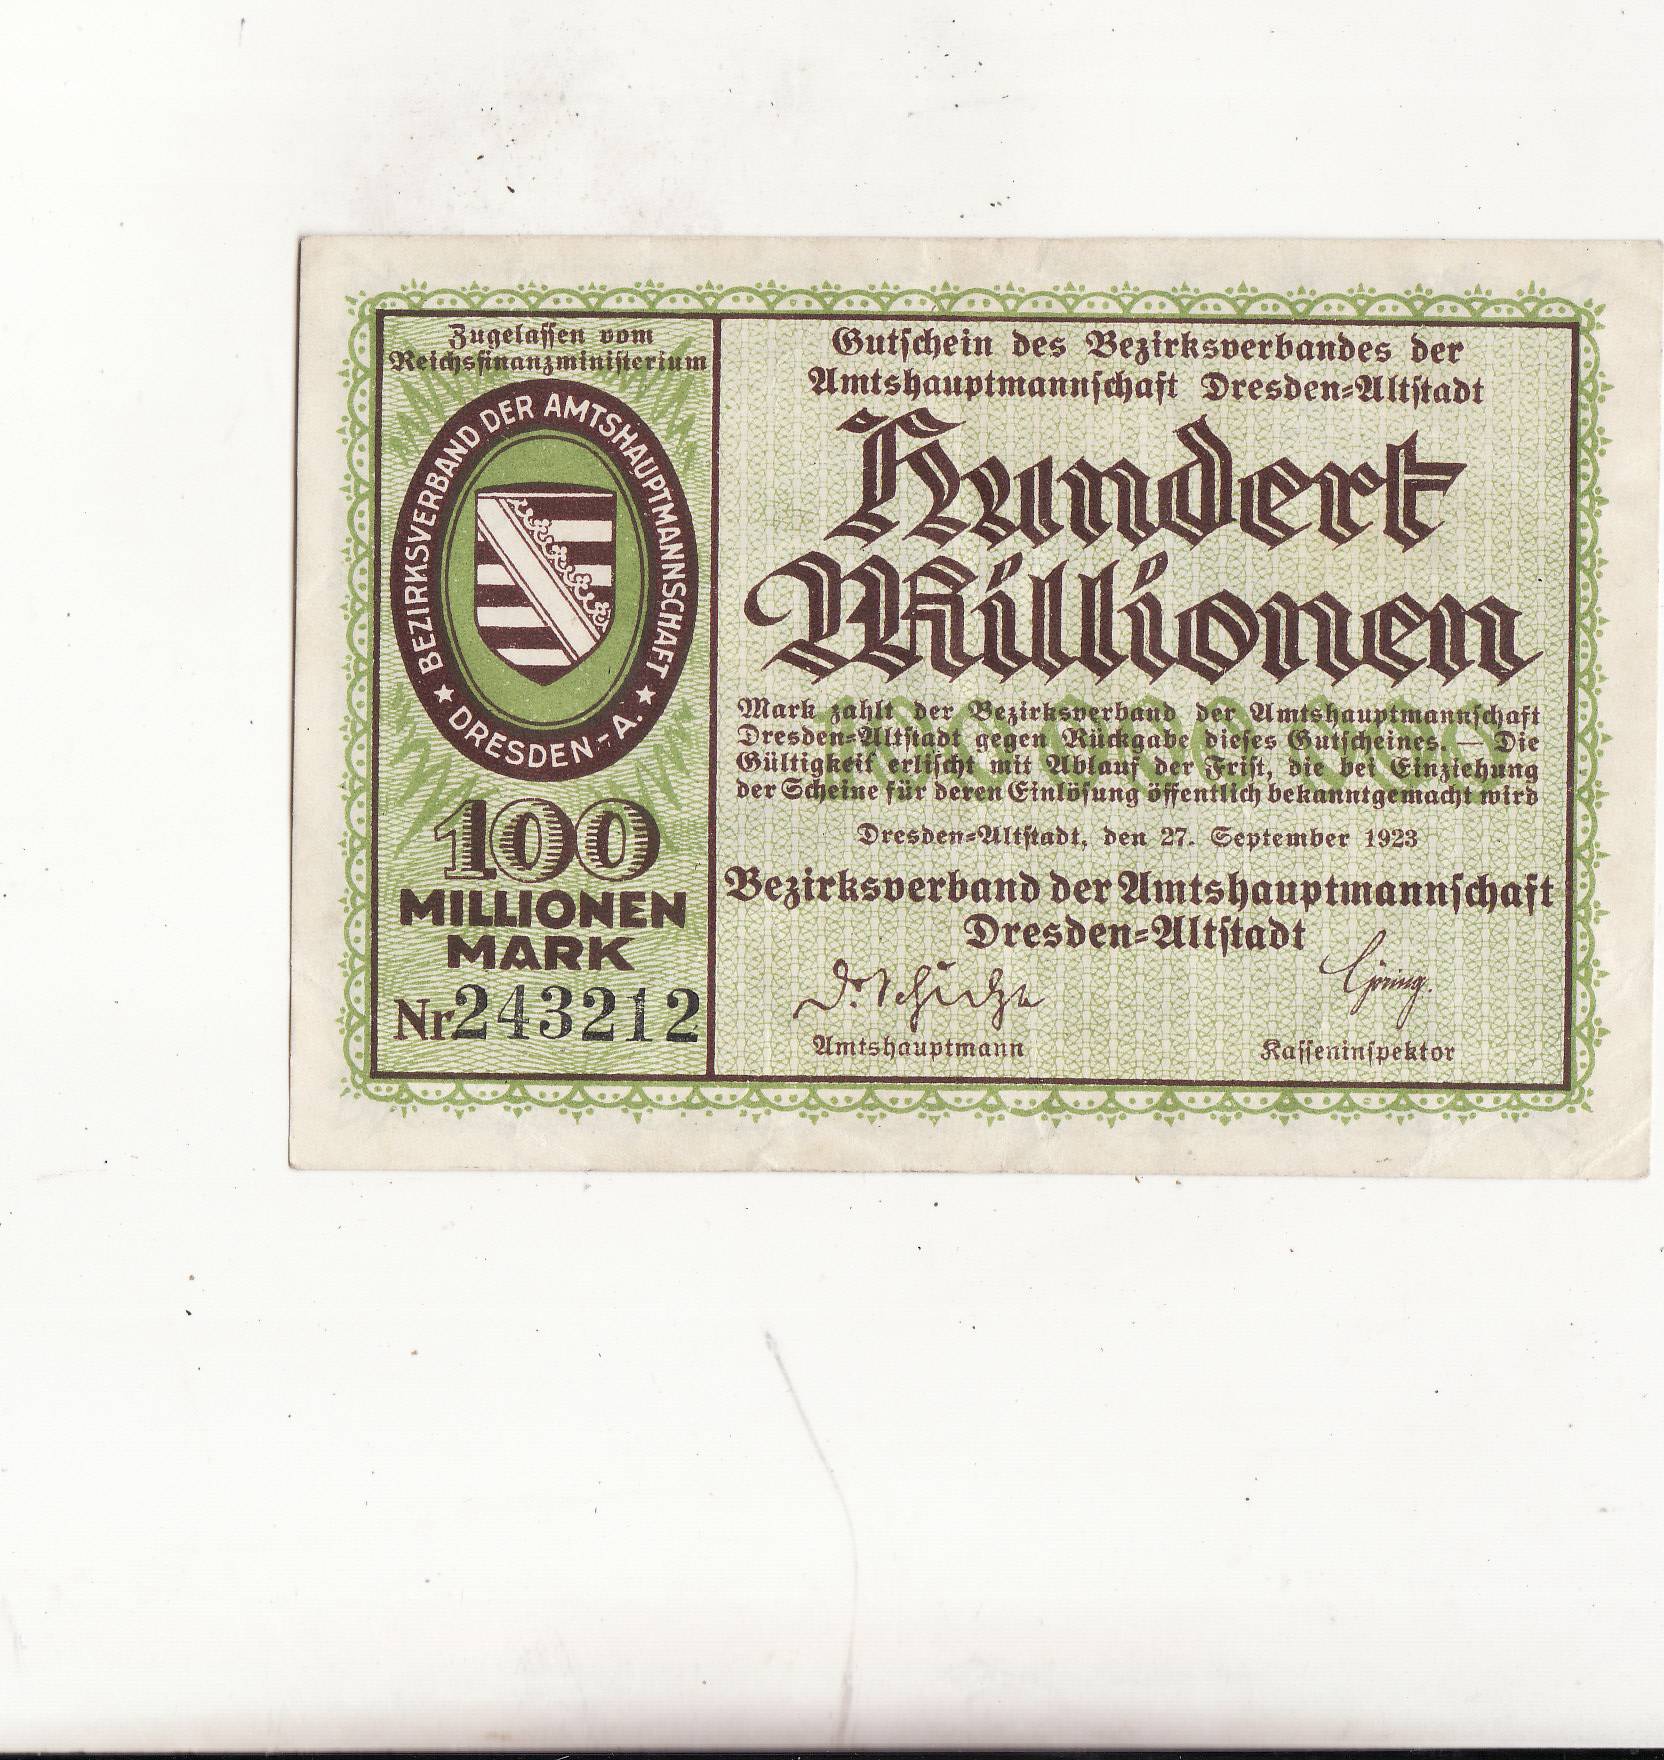 Zugelassen vom
Reichsfinanzministerium
BEZIRKSVERBAND DER AMTSHAUPTMANNSCHAFT
DRESDEN-A.
100
MILLIONEN
MARK
Nr 243212
Gutschein des Bezirksverbandes der
Amtshauptmannschaft Dresden=Altstadt
Hundert
Millionen
Mark zahlt der Bezirksverband der Amtshauptmannschaft
Dresden=Altstadt gegen Rückgabe dieses Gutscheines. — Die
Gültigkeit erlischt mit Ablauf der Frist, die bei Einziehung
der Scheine für deren Einlösung öffentlich bekanntgemacht wird
Dresden=Altstadt, den 27. September 1923
Bezirksverband der Amtshauptmannschaft
Dresden=Altstadt
Amtshauptmann
Kasseninspektor